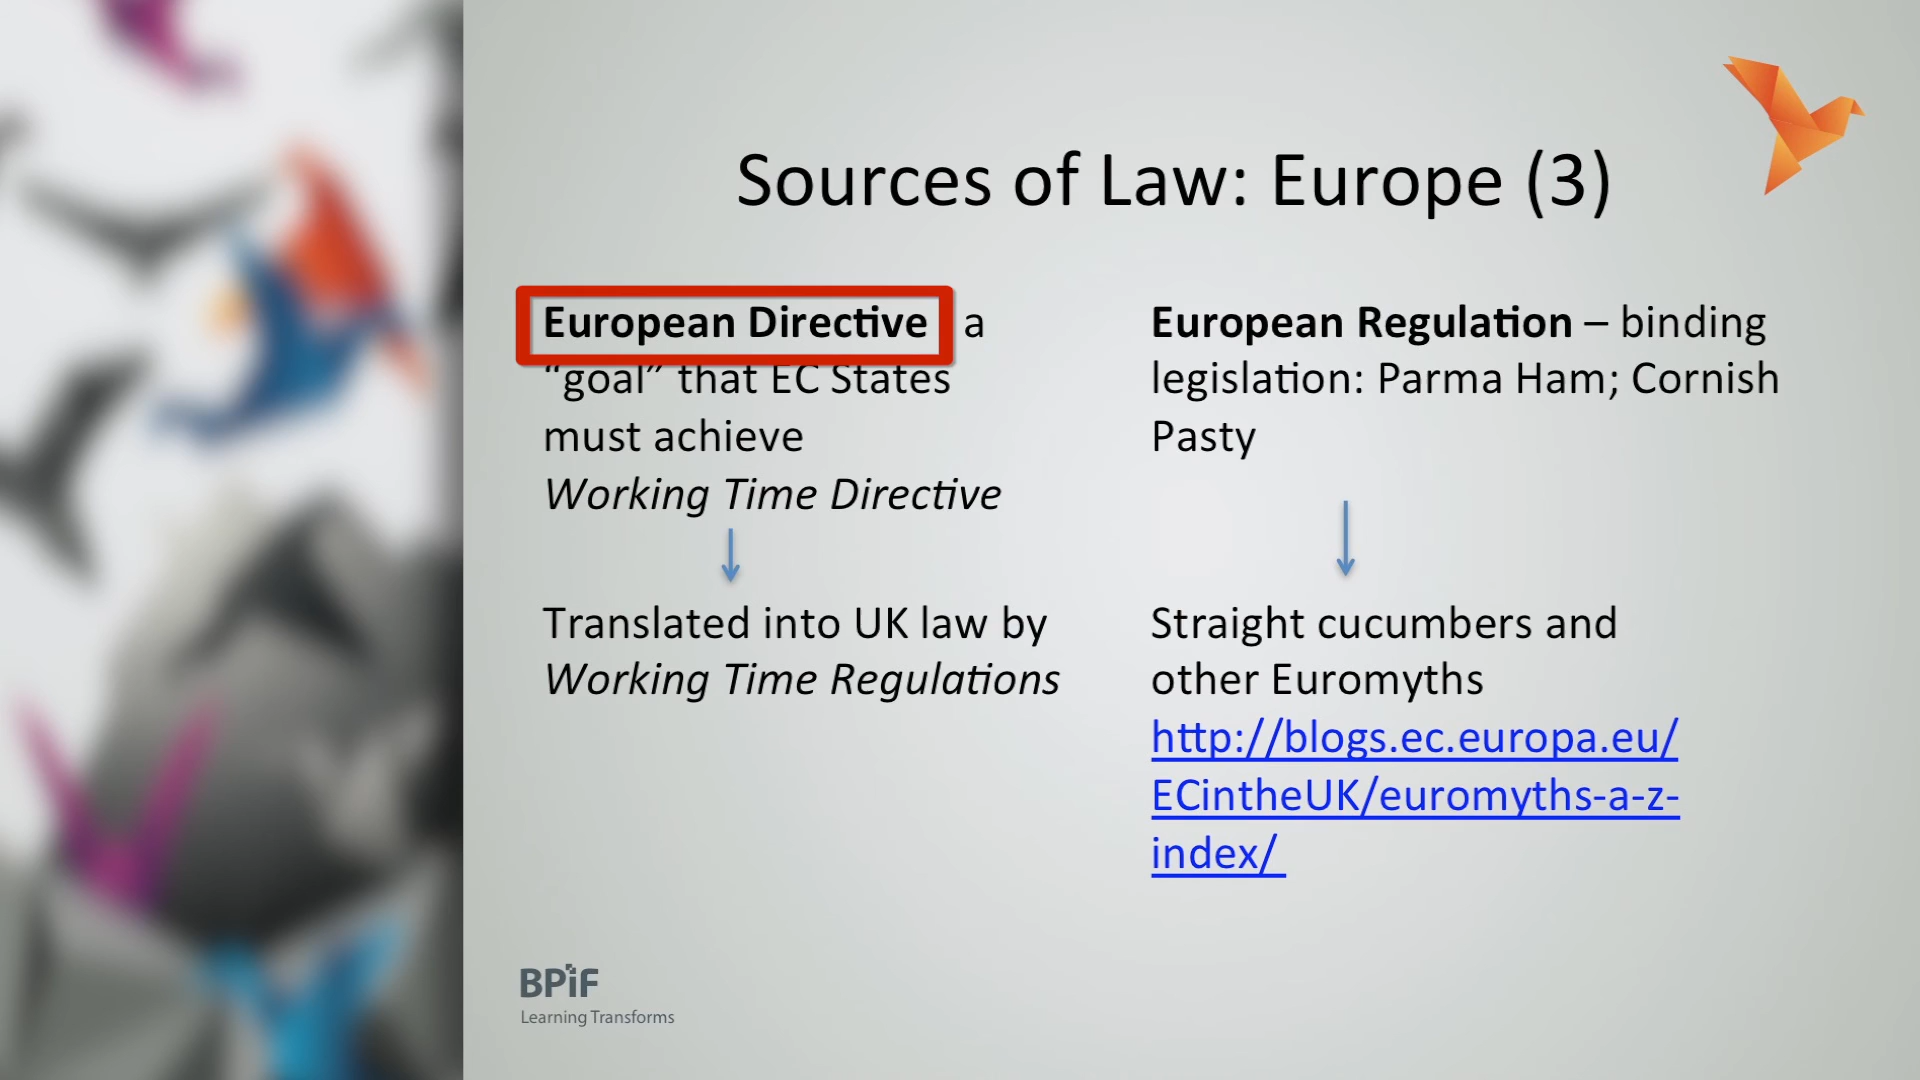 Sources of Law: Europe (3)
European Directive a
“goal” that EC States
must achieve
Working Time Directive
Translated into UK law by
Working Time Regulations
European Regulation – binding
legislation: Parma Ham; Cornish
Pasty
Straight cucumbers and
other Euromyths
http://blogs.ec.europa.eu/
ECintheUK/euromyths-a-z-
index/
BPiF
Learning Transforms